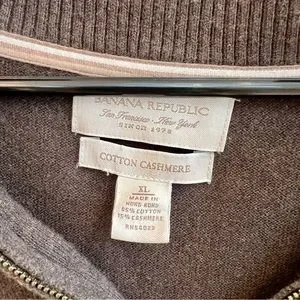 BANANA REPUBLIC
San Francisco · New York
SINCE 1978
COTTON CASHMERE
XL
MADE IN
HONG KONG
85% COTTON
15% CASHMERE
RN54023